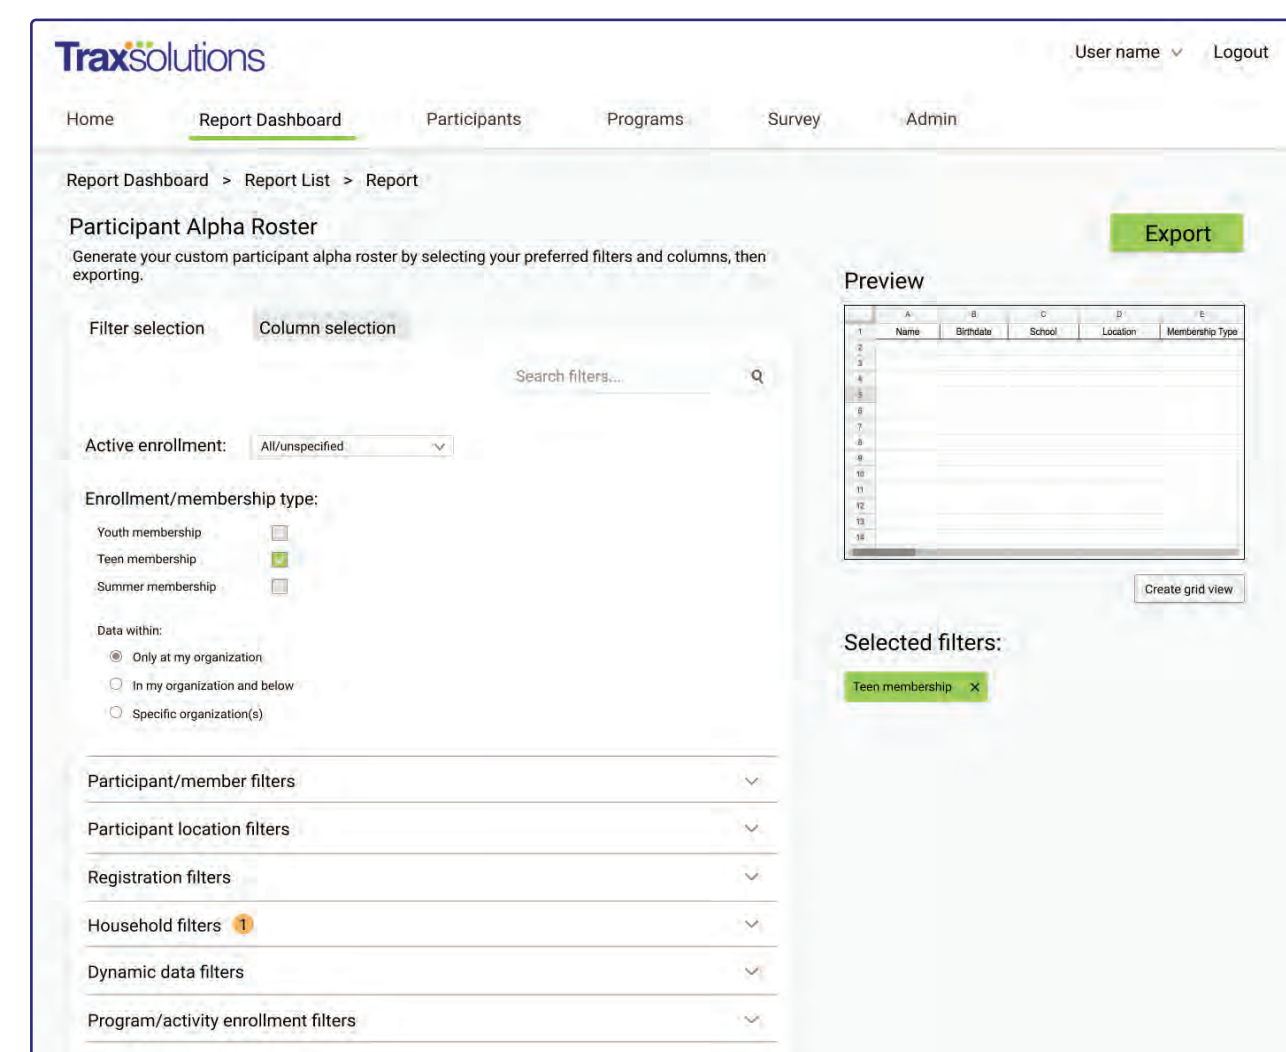 Traxsolutions
User name
Logout
Home
Report Dashboard
Participants
Programs
Survey
Admin
Report Dashboard > Report List > Report
Participant Alpha Roster
Generate your custom participant alpha roster by selecting your preferred filters and columns, then
exporting.
Export
Preview
Filter selection
Column selection
Search filters....
A B C D E
1 Name Birthdate School Location Membership Type
2
3
4
5
6
7
8
9
10
11
12
13
14
Active enrollment: All/unspecified
Enrollment/membership type:
Youth membership
Teen membership
Summer membership
Create grid view
Data within:
Only at my organization
In my organization and below
Specific organization(s)
Selected filters:
Teen membership ×
Participant/member filters
Participant location filters
Registration filters
Household filters 1
Dynamic data filters
Program/activity enrollment filters